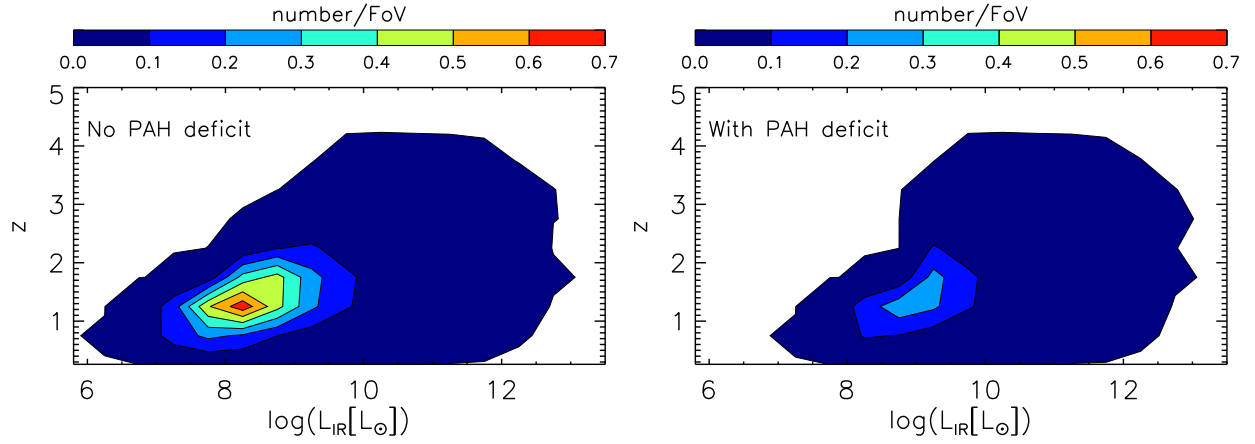 number/FoV number/FoV
0.0 0.1 0.2 0.3 0.4 0.5 0.6 0.7 0.0 0.1 0.2 0.3 0.4 0.5 0.6 0.7
No PAH deficit
With PAH deficit
5
4
3
2
1
z
6 8 10 12
log(L_IR[L_⊙])
5
4
3
2
1
z
6 8 10 12
log(L_IR[L_⊙])